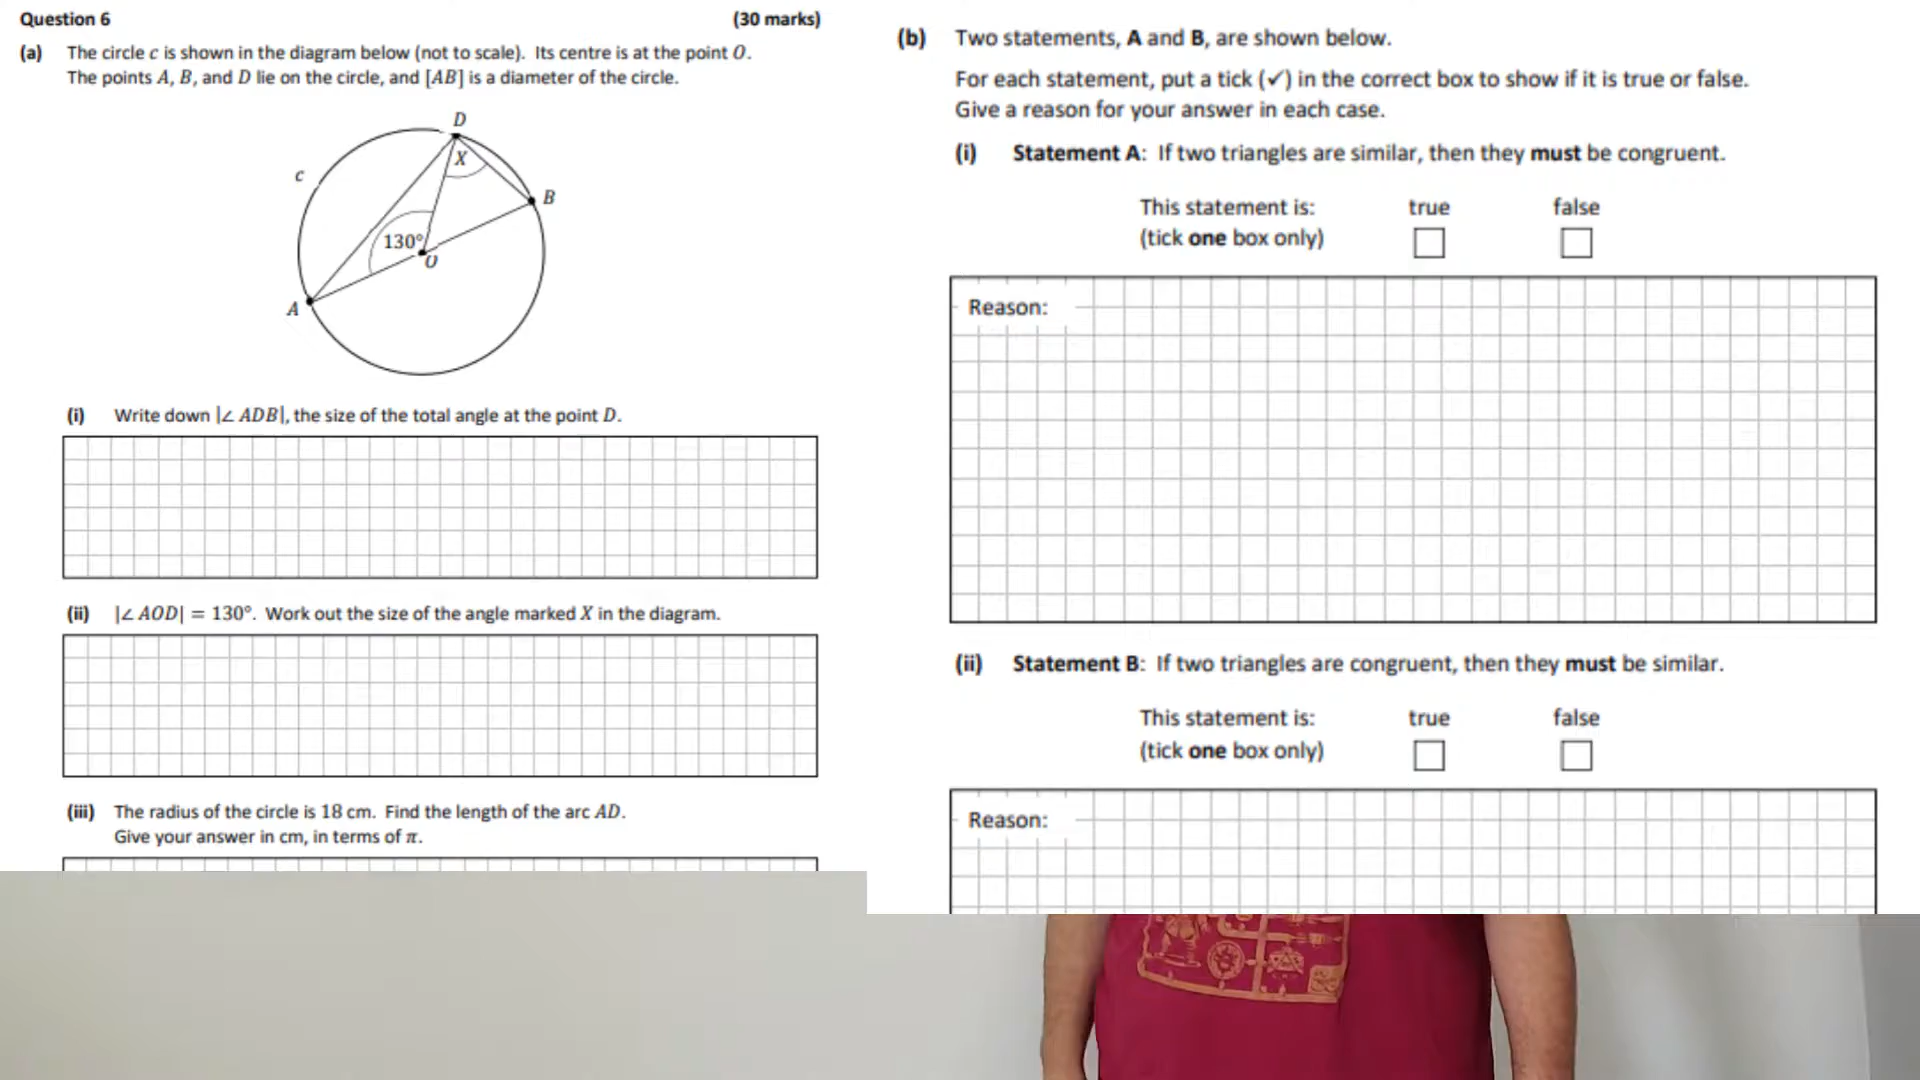 Question 6 (30 marks)
(a) The circle c is shown in the diagram below (not to scale). Its centre is at the point O.
The points A, B, and D lie on the circle, and [AB] is a diameter of the circle.
D
X
c
B
130°
O
A
(i) Write down |∠ ADB|, the size of the total angle at the point D.
(ii) |∠ AOD| = 130°. Work out the size of the angle marked X in the diagram.
(iii) The radius of the circle is 18 cm. Find the length of the arc AD.
Give your answer in cm, in terms of π.
(b) Two statements, A and B, are shown below.
For each statement, put a tick (✓) in the correct box to show if it is true or false.
Give a reason for your answer in each case.
(i) Statement A: If two triangles are similar, then they must be congruent.
This statement is: true false
(tick one box only)
Reason:
(ii) Statement B: If two triangles are congruent, then they must be similar.
This statement is: true false
(tick one box only)
Reason: